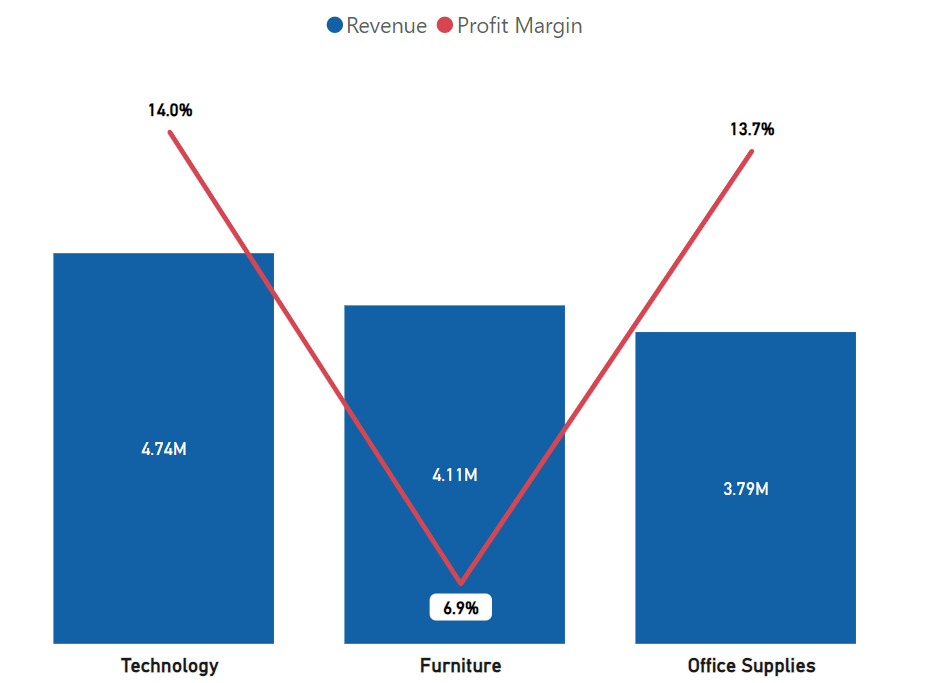 Revenue Profit Margin
14.0%
13.7%
4.74M
4.11M
3.79M
6.9%
Technology Furniture Office Supplies